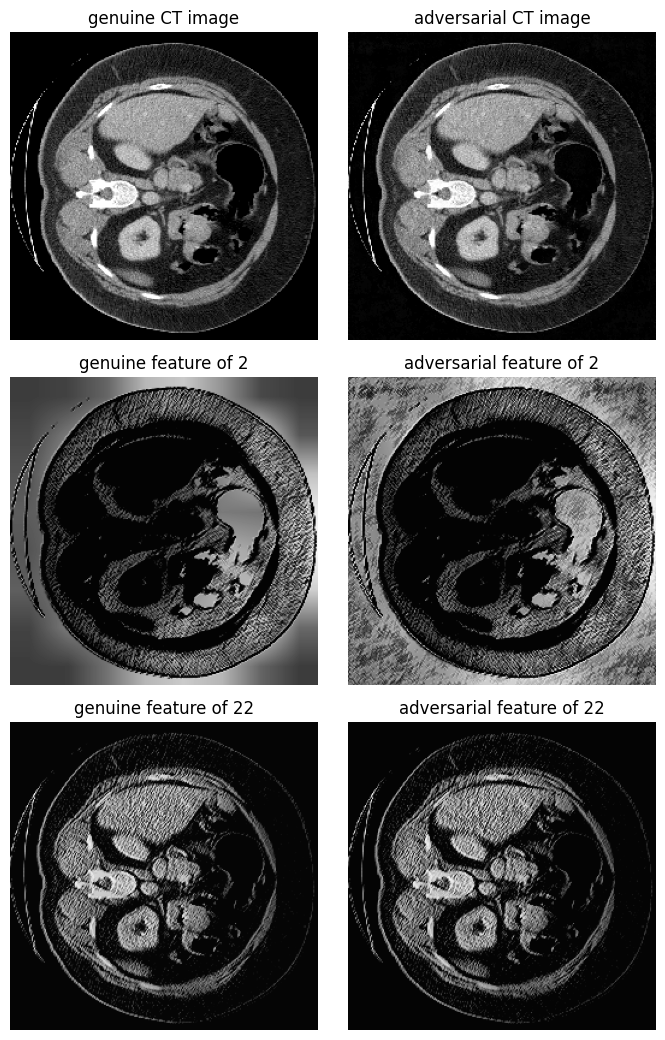 genuine CT image
adversarial CT image
genuine feature of 2
adversarial feature of 2
genuine feature of 22
adversarial feature of 22